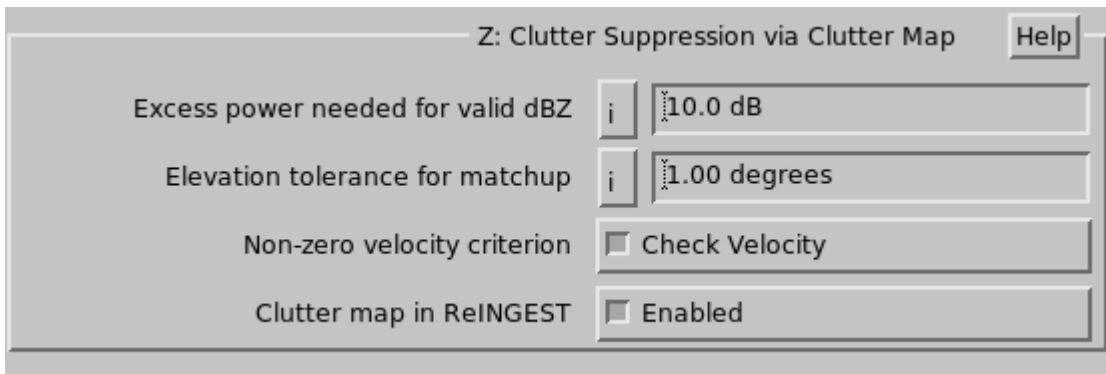 Z: Clutter Suppression via Clutter Map Help
Excess power needed for valid dBZ i 10.0 dB
Elevation tolerance for matchup i 1.00 degrees
Non-zero velocity criterion Check Velocity
Clutter map in ReINGEST Enabled